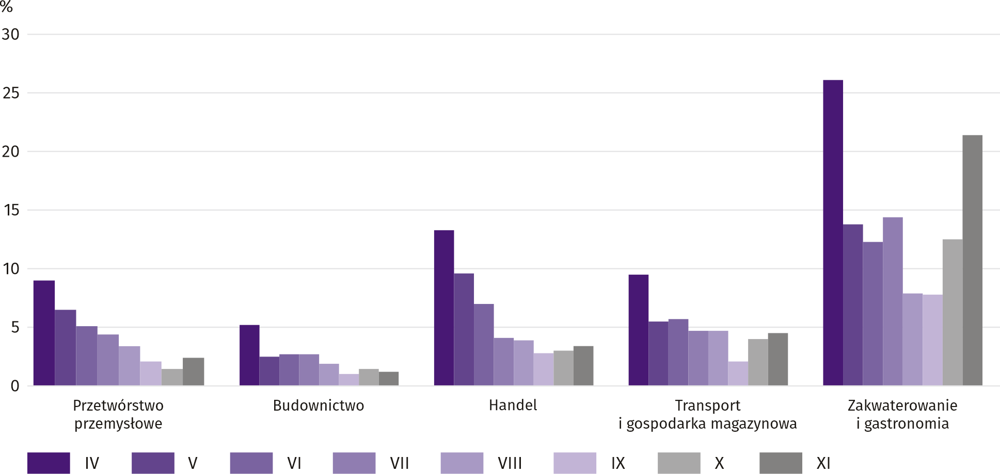 %
30
25
20
15
10
5
0
Przetwórstwo
przemysłowe
Budownictwo
Handel
Transport
i gospodarka magazynowa
Zakwaterowanie
i gastronomia
IV V VI VII VIII IX X XI